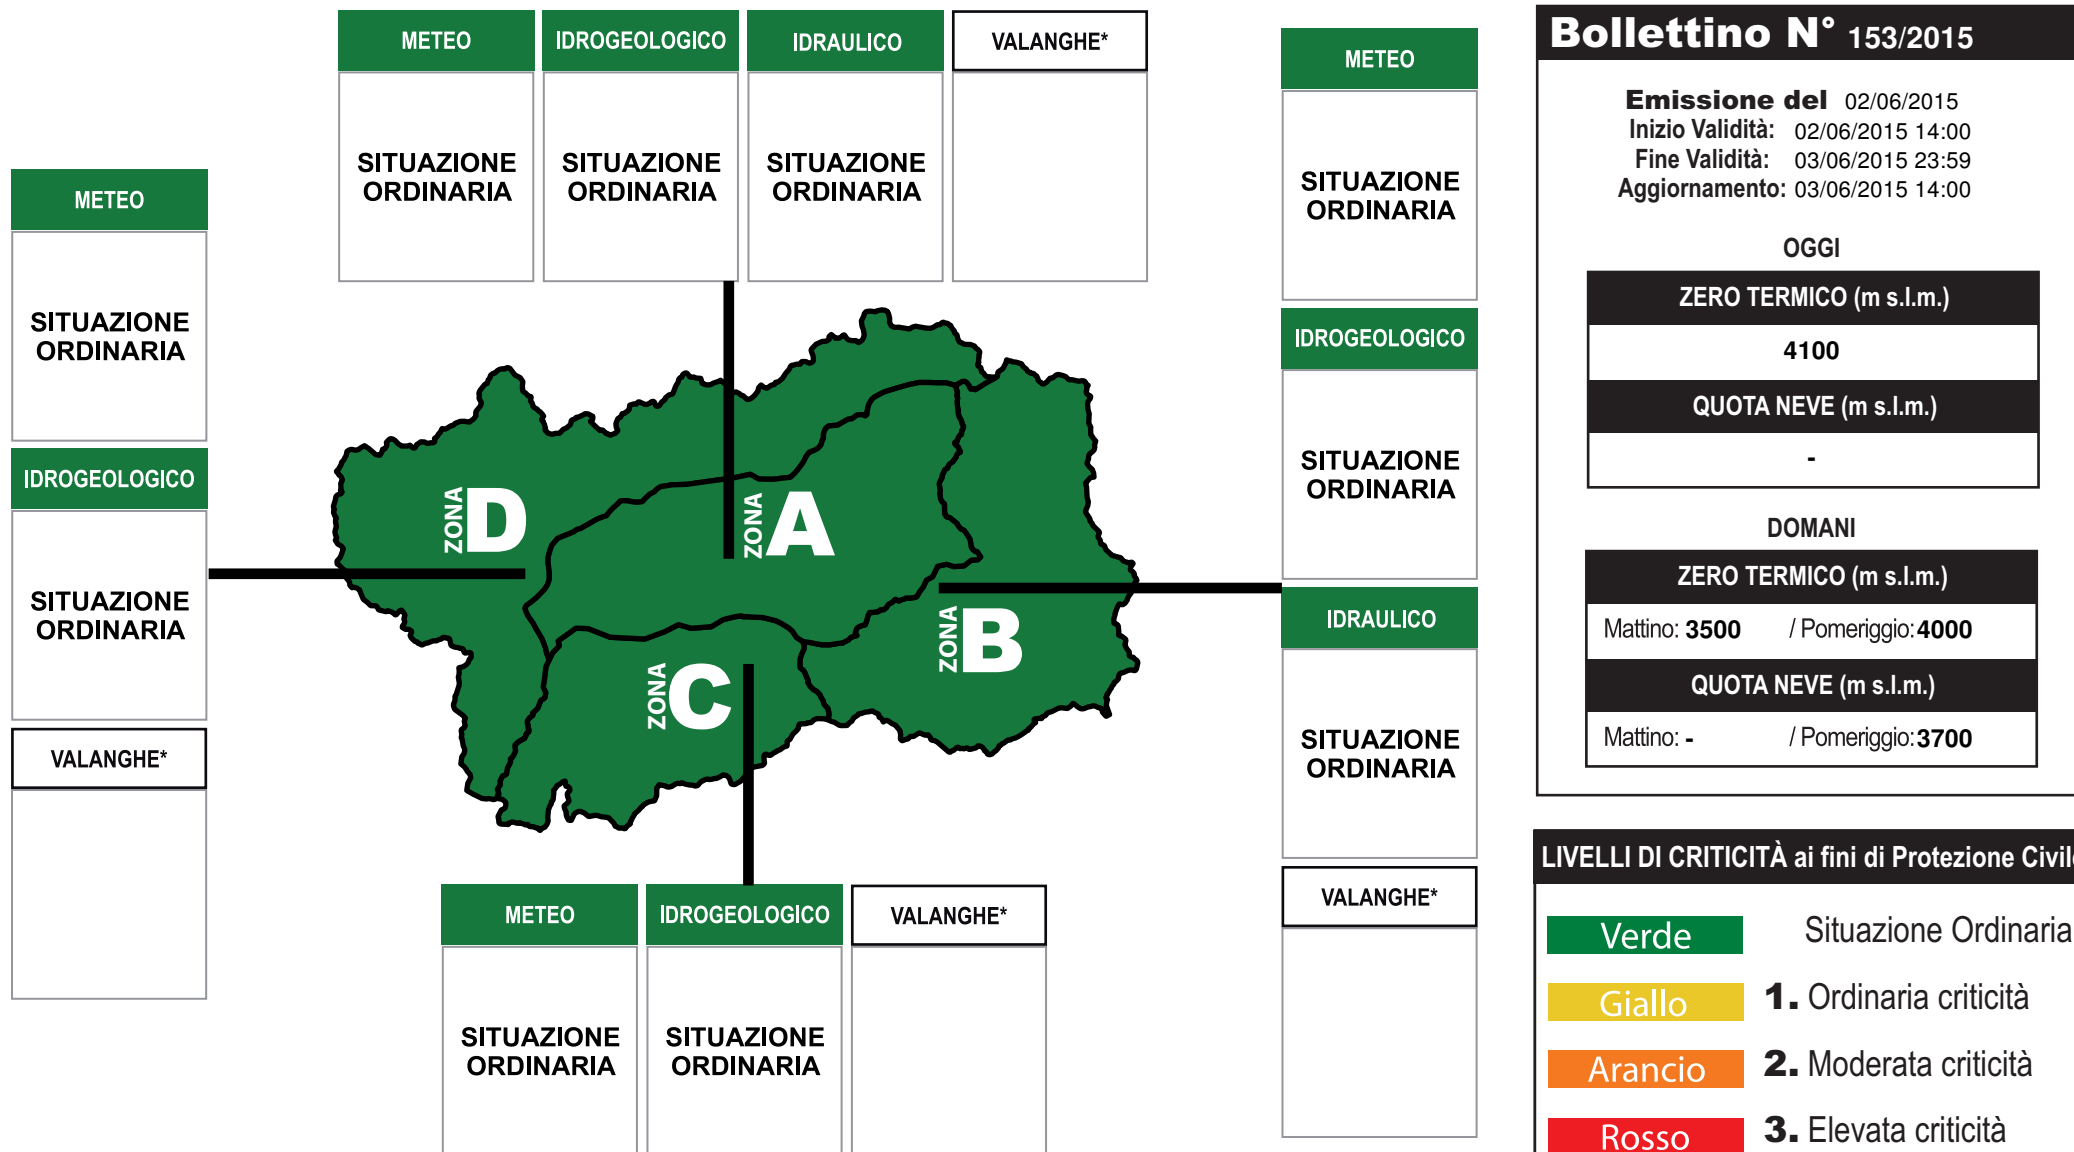 METEO
IDROGEOLOGICO
IDRAULICO
VALANGHE*
SITUAZIONE
ORDINARIA
SITUAZIONE
ORDINARIA
SITUAZIONE
ORDINARIA
METEO
SITUAZIONE
ORDINARIA
IDROGEOLOGICO
SITUAZIONE
ORDINARIA
VALANGHE*
ZONA D
ZONA A
ZONA B
ZONA C
METEO
SITUAZIONE
ORDINARIA
IDROGEOLOGICO
SITUAZIONE
ORDINARIA
IDRAULICO
SITUAZIONE
ORDINARIA
VALANGHE*
METEO
IDROGEOLOGICO
VALANGHE*
SITUAZIONE
ORDINARIA
SITUAZIONE
ORDINARIA
Bollettino N° 153/2015
Emissione del 02/06/2015
Inizio Validità: 02/06/2015 14:00
Fine Validità: 03/06/2015 23:59
Aggiornamento: 03/06/2015 14:00
OGGI
ZERO TERMICO (m s.l.m.)
4100
QUOTA NEVE (m s.l.m.)
-
DOMANI
ZERO TERMICO (m s.l.m.)
Mattino: 3500 / Pomeriggio: 4000
QUOTA NEVE (m s.l.m.)
Mattino: - / Pomeriggio: 3700
LIVELLI DI CRITICITÀ ai fini di Protezione Civile
Verde Situazione Ordinaria
Giallo 1. Ordinaria criticità
Arancio 2. Moderata criticità
Rosso 3. Elevata criticità